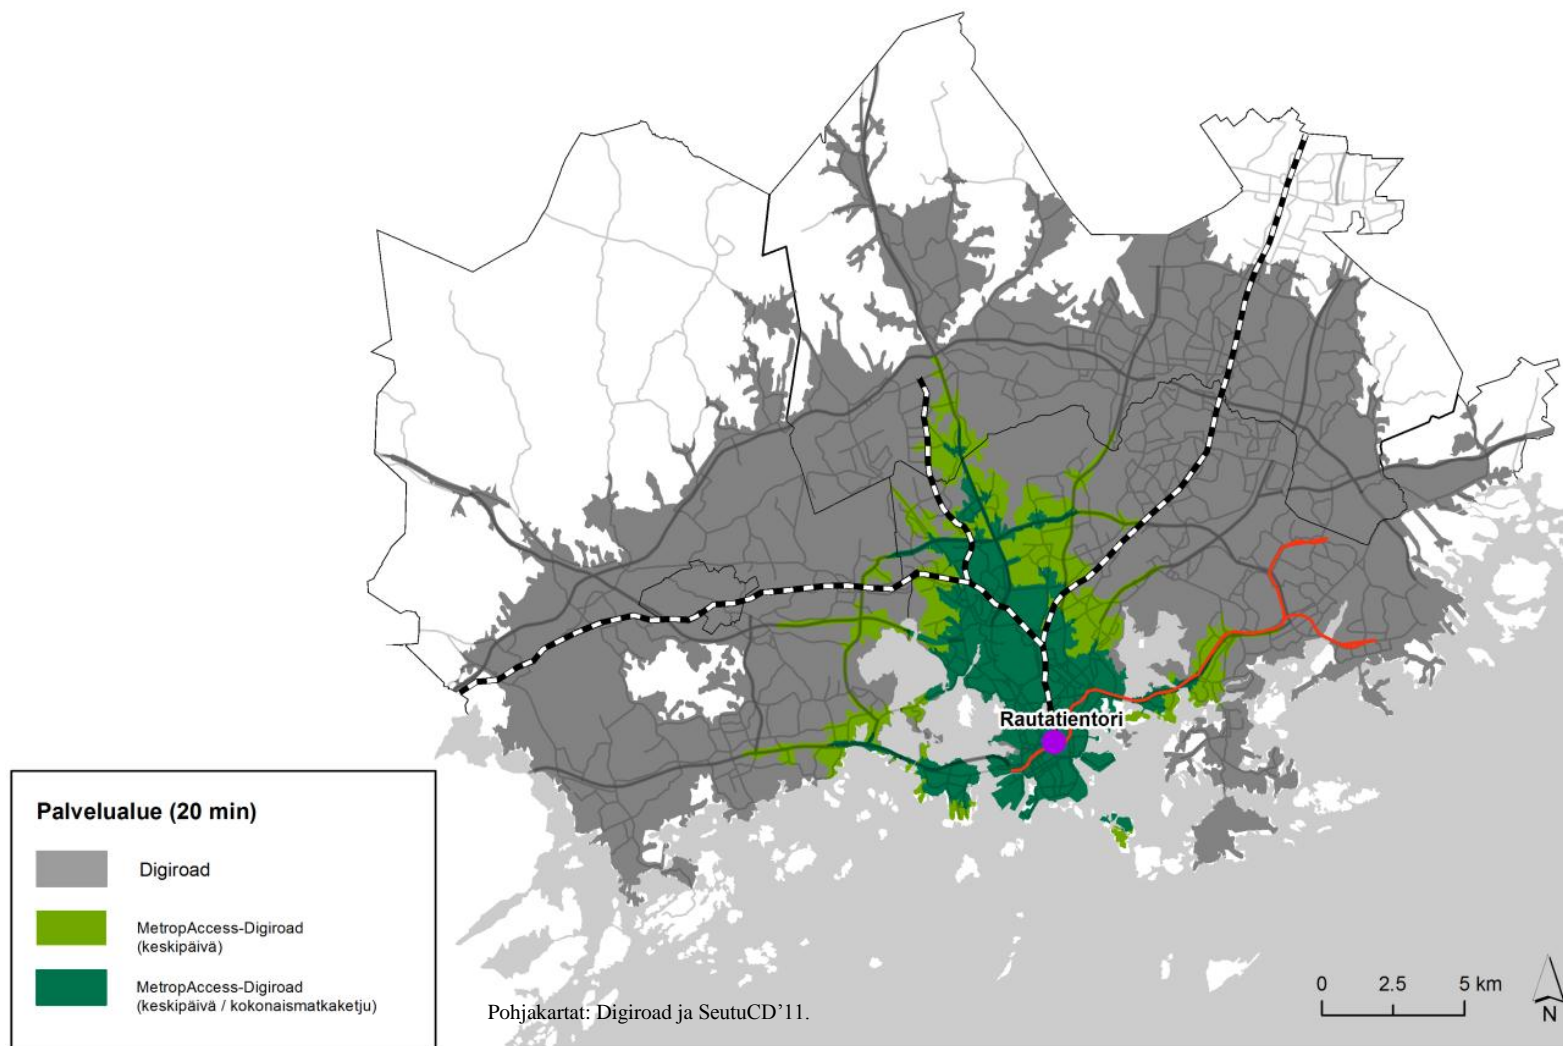 Rautatientori
Palvelualue (20 min)
Digiroad
MetropAccess-Digiroad
(keskipäivä)
MetropAccess-Digiroad
(keskipäivä / kokonaismatkaketju)
Pohjakartat: Digiroad ja SeutuCD’11.
0 2.5 5 km
N